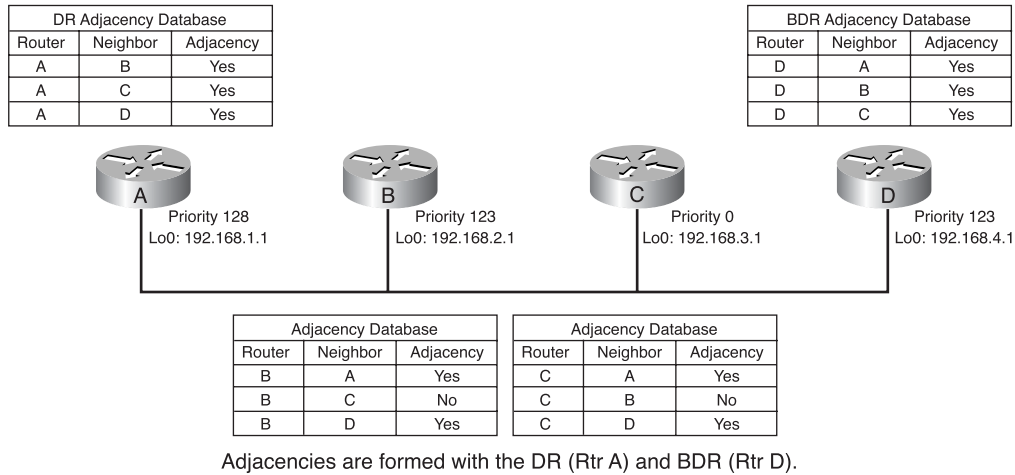 DR Adjacency Database
Router Neighbor Adjacency
A B Yes
A C Yes
A D Yes
BDR Adjacency Database
Router Neighbor Adjacency
D A Yes
D B Yes
D C Yes
A
Priority 128
Lo0: 192.168.1.1
B
Priority 123
Lo0: 192.168.2.1
C
Priority 0
Lo0: 192.168.3.1
D
Priority 123
Lo0: 192.168.4.1
Adjacency Database
Router Neighbor Adjacency
B A Yes
B C No
B D Yes
Adjacency Database
Router Neighbor Adjacency
C A Yes
C B No
C D Yes
Adjacencies are formed with the DR (Rtr A) and BDR (Rtr D).